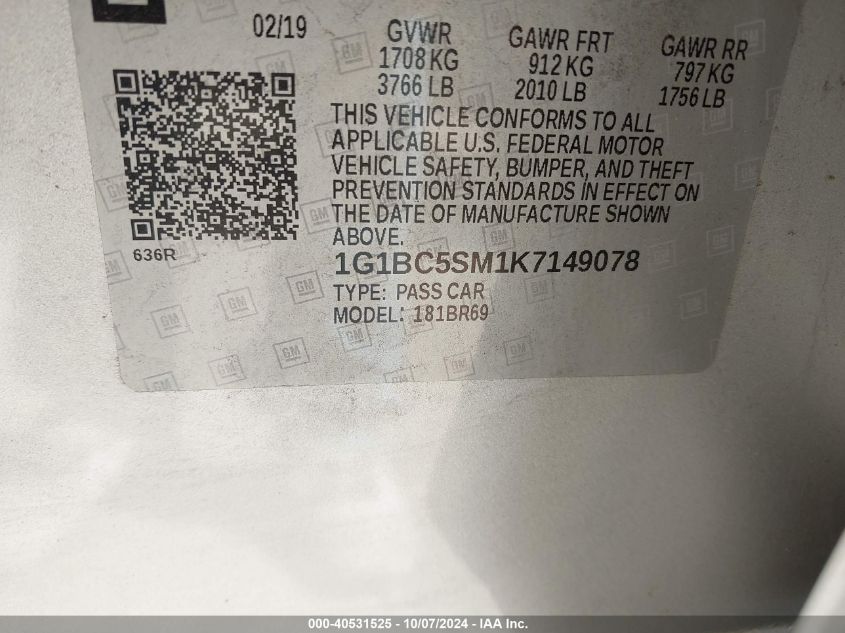 02/19 GVWR GAWR FRT GAWR RR
1708 KG 912 KG 797 KG
3766 LB 2010 LB 1756 LB
THIS VEHICLE CONFORMS TO ALL
APPLICABLE U.S. FEDERAL MOTOR
VEHICLE SAFETY, BUMPER, AND THEFT
PREVENTION STANDARDS IN EFFECT ON
THE DATE OF MANUFACTURE SHOWN
ABOVE.
636R
1G1BC5SM1K7149078
TYPE: PASS CAR
MODEL: 181BR69
GM
000-40531525 - 10/07/2024 - IAA Inc.